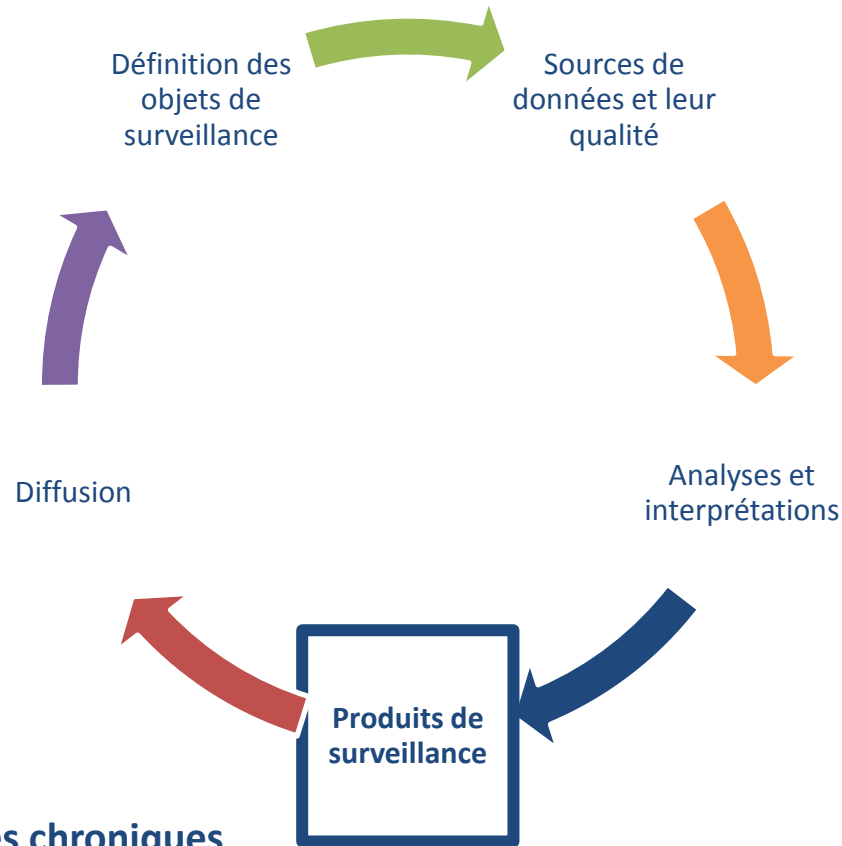 Définition des
objets de
surveillance
Sources de
données et leur
qualité
Analyses et
interprétations
Produits de
surveillance
Diffusion
chroniques